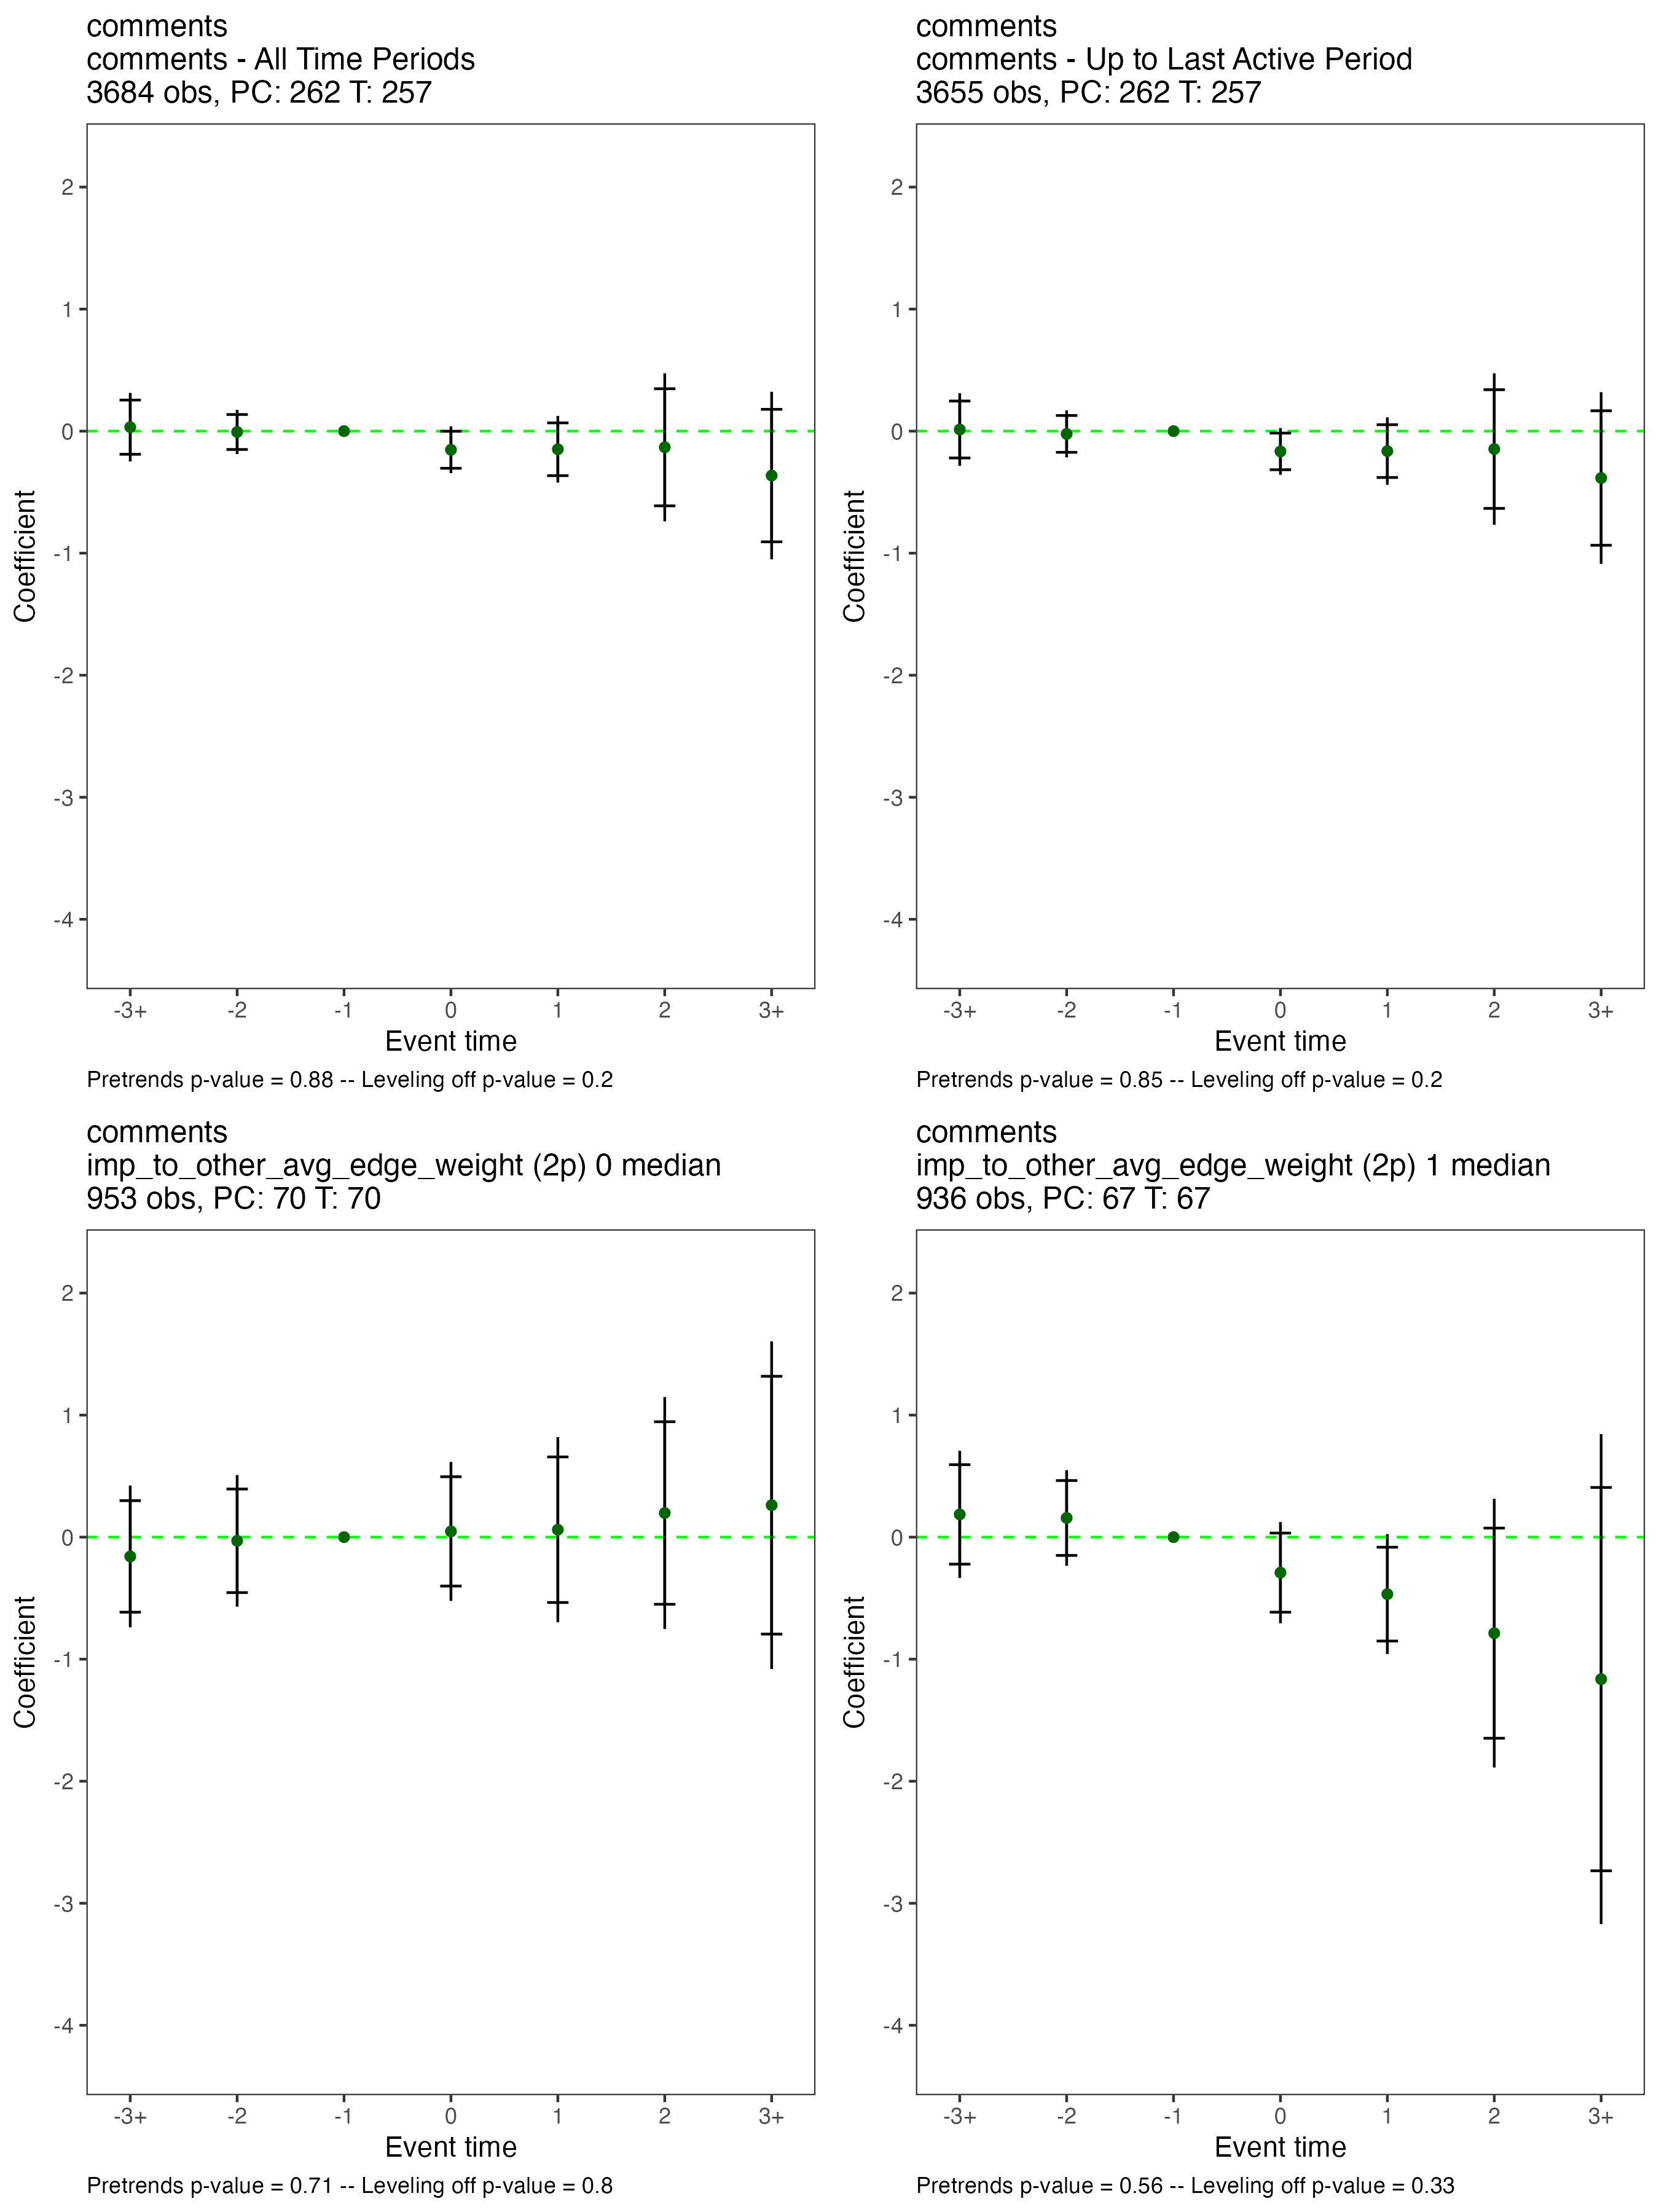 comments
comments - All Time Periods
3684 obs, PC: 262 T: 257
2
1
0
-1
-2
-3
-4
Coefficient
-3+ -2 -1 0 1 2 3+
Event time
Pretrends p-value = 0.88 -- Leveling off p-value = 0.2
comments
comments - Up to Last Active Period
3655 obs, PC: 262 T: 257
2
1
0
-1
-2
-3
-4
Coefficient
-3+ -2 -1 0 1 2 3+
Event time
Pretrends p-value = 0.85 -- Leveling off p-value = 0.2
comments
imp_to_other_avg_edge_weight (2p) 0 median
953 obs, PC: 70 T: 70
2
1
0
-1
-2
-3
-4
Coefficient
-3+ -2 -1 0 1 2 3+
Event time
Pretrends p-value = 0.71 -- Leveling off p-value = 0.8
comments
imp_to_other_avg_edge_weight (2p) 1 median
936 obs, PC: 67 T: 67
2
1
0
-1
-2
-3
-4
Coefficient
-3+ -2 -1 0 1 2 3+
Event time
Pretrends p-value = 0.56 -- Leveling off p-value = 0.33